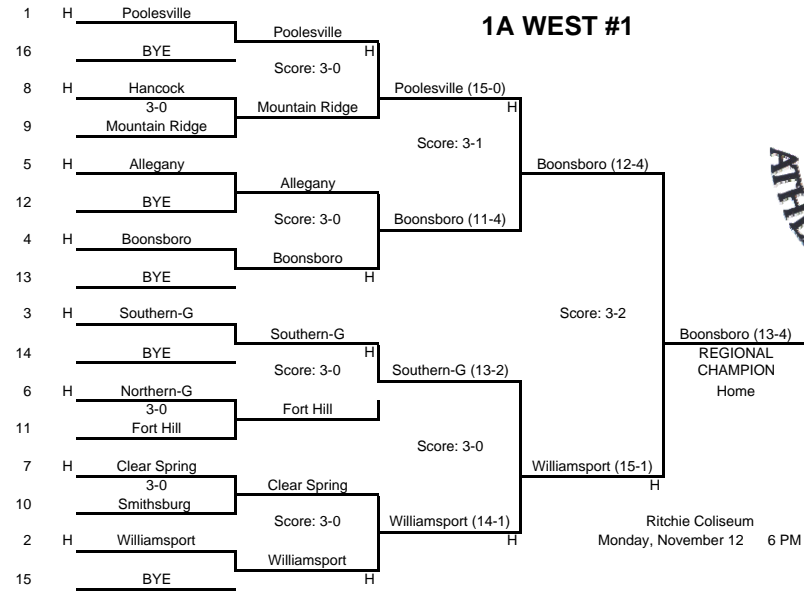 1A WEST #1
1 H Poolesville
Poolesville
16 BYE
H
Score: 3-0
8 H Hancock
Poolesville (15-0)
3-0
Mountain Ridge
H
9 Mountain Ridge
Score: 3-1
5 H Allegany
Boonsboro (12-4)
Allegany
12 BYE
Score: 3-0
Boonsboro (11-4)
4 H Boonsboro
Boonsboro
13 BYE
H
3 H Southern-G
Score: 3-2
Southern-G
Boonsboro (13-4)
14 BYE
H
REGIONAL
CHAMPION
Score: 3-0
Southern-G (13-2)
6 H Northern-G
Home
3-0
Fort Hill
11 Fort Hill
Score: 3-0
7 H Clear Spring
Williamsport (15-1)
3-0
Clear Spring
H
10 Smithsburg
Score: 3-0
Williamsport (14-1)
Ritchie Coliseum
2 H Williamsport
H
Monday, November 12 6 PM
Williamsport
15 BYE
H